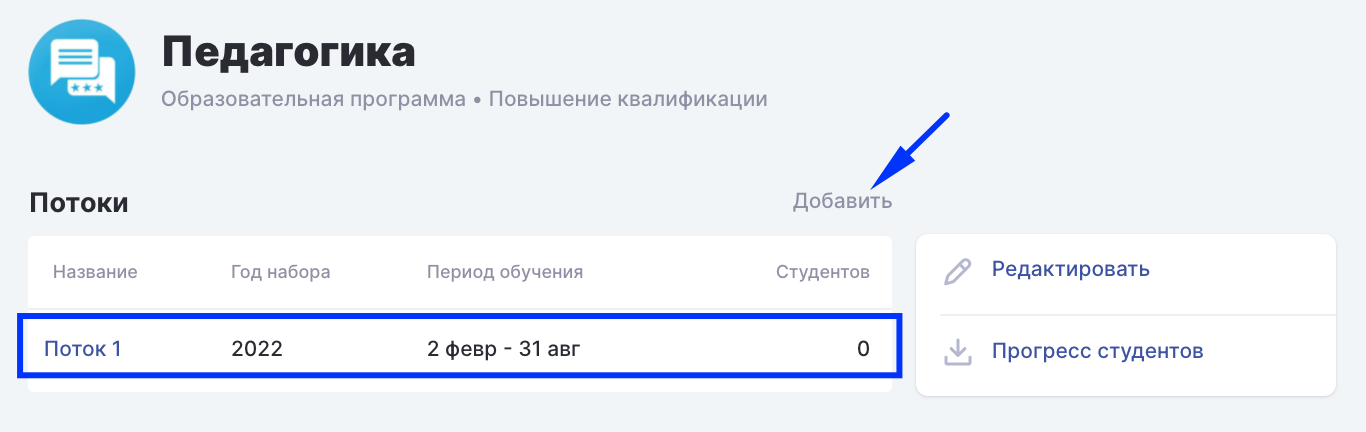 Педагогика
Образовательная программа • Повышение квалификации
Потоки
Добавить
Название Год набора Период обучения Студентов
Поток 1 2022 2 февр - 31 авг 0
Редактировать
Прогресс студентов